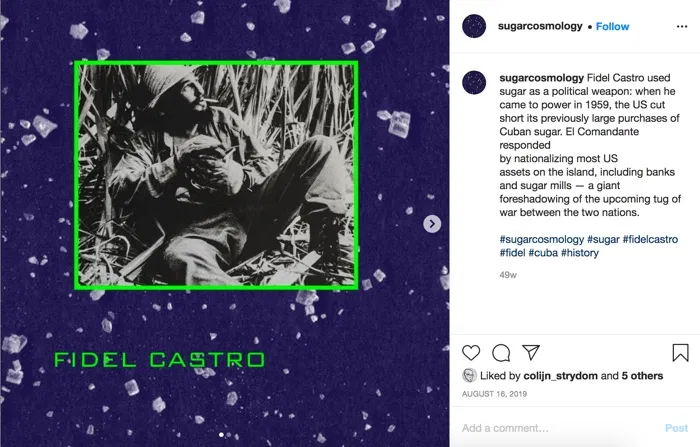 FIDEL CASTRO
sugarcosmology • Follow
sugarcosmology Fidel Castro used
sugar as a political weapon: when he
came to power in 1959, the US cut
short its previously large purchases of
Cuban sugar. El Comandante
responded
by nationalizing most US
assets on the island, including banks
and sugar mills — a giant
foreshadowing of the upcoming tug of
war between the two nations.
#sugarcosmology #sugar #fidelcastro
#fidel #cuba #history
49w
Liked by colijn_strydom and 5 others
AUGUST 16, 2019
Add a comment...
Post